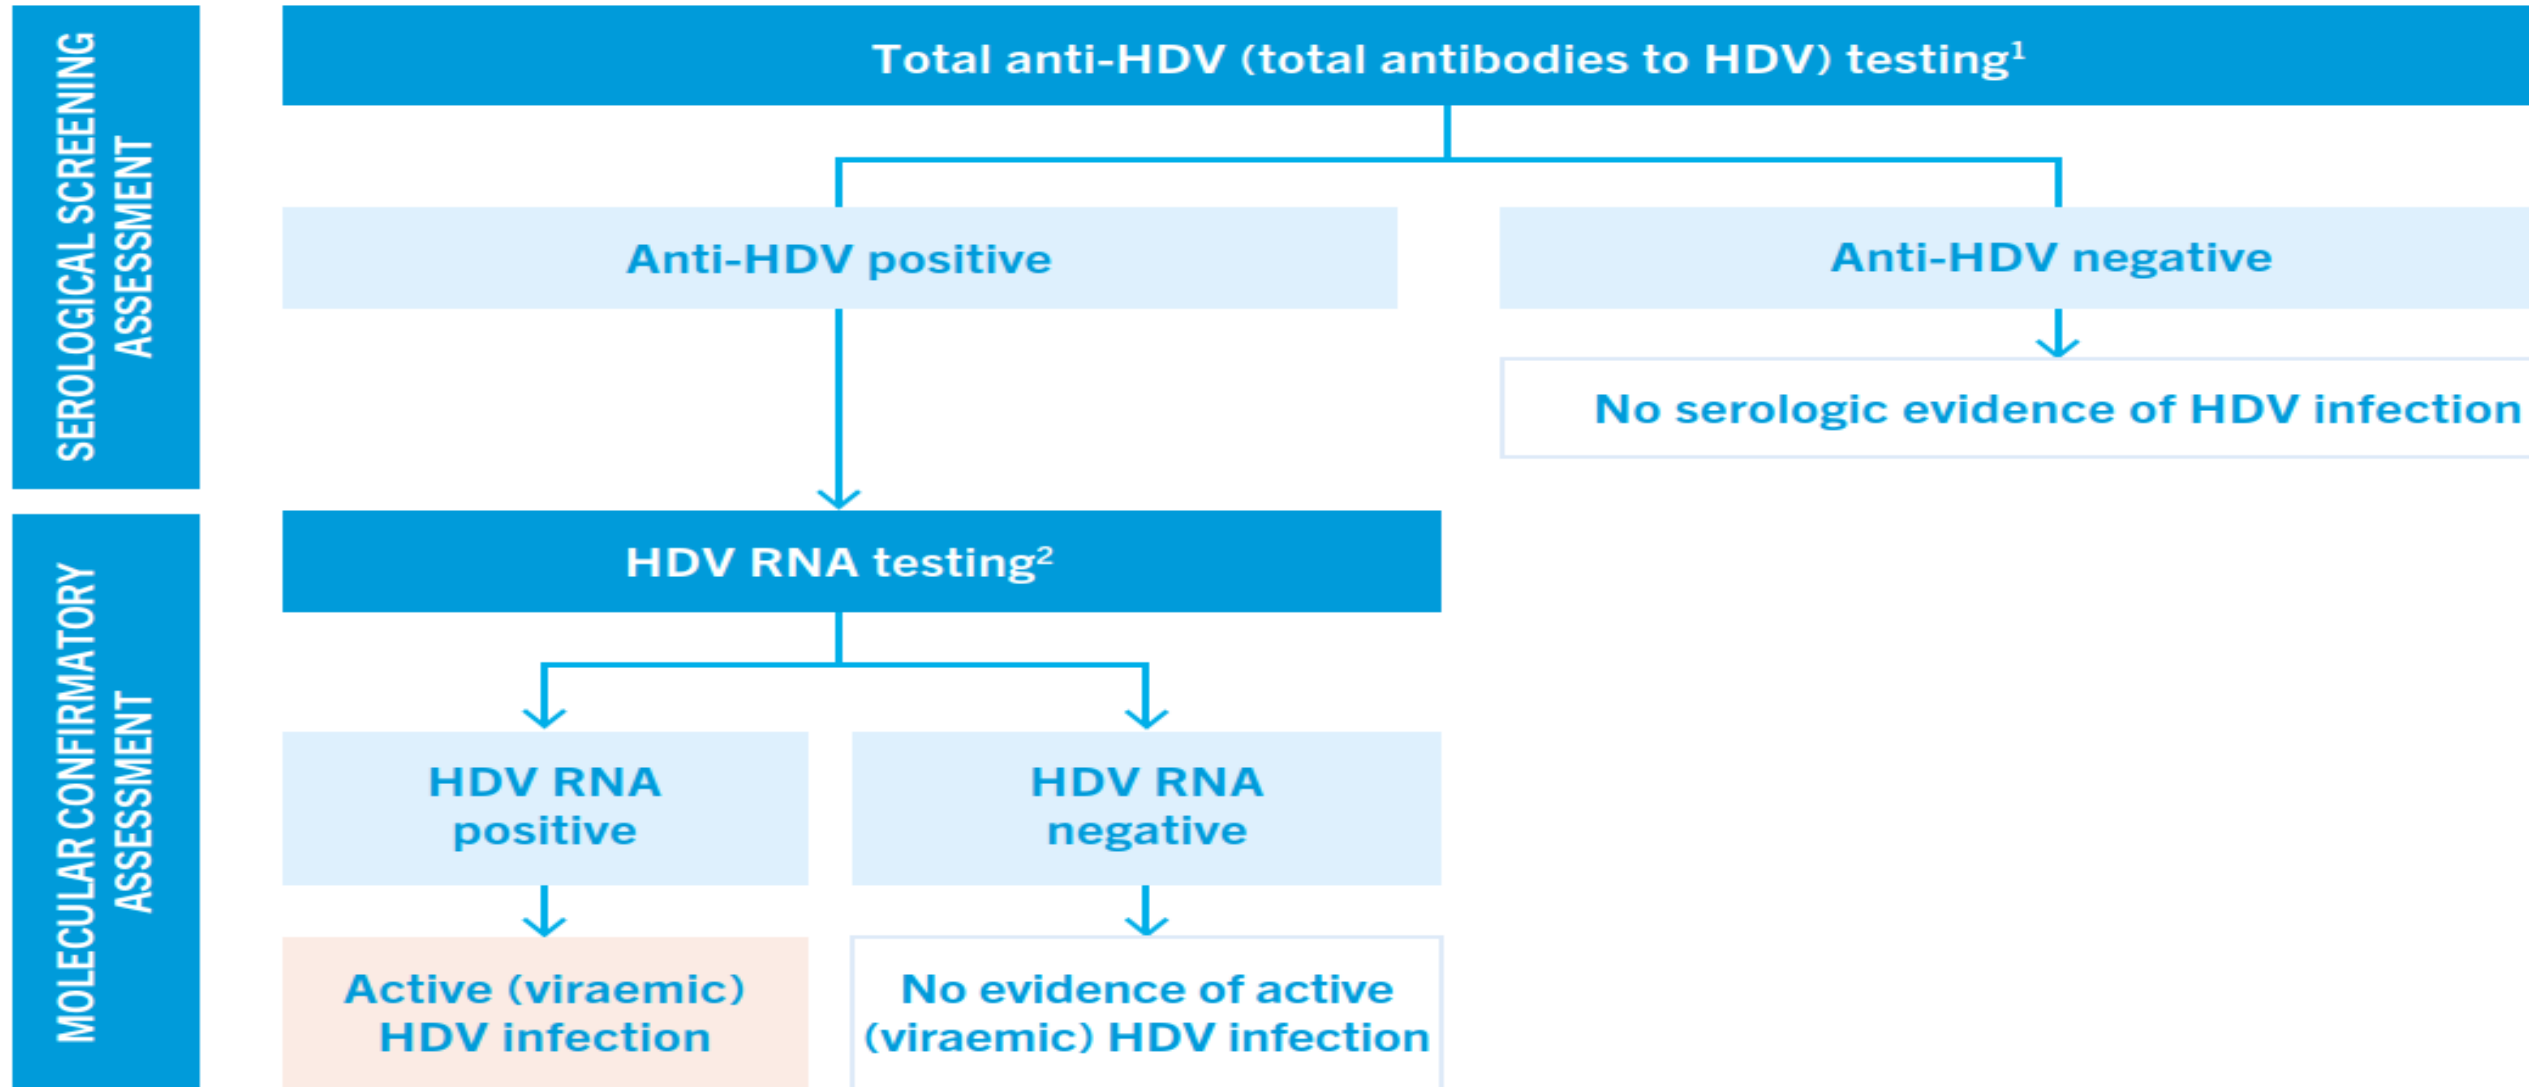 SEROLOGICAL SCREENING
ASSESSMENT
Total anti-HDV (total antibodies to HDV) testing¹
Anti-HDV positive
Anti-HDV negative
No serologic evidence of HDV infection
MOLECULAR CONFIRMATORY
ASSESSMENT
HDV RNA testing²
HDV RNA
positive
HDV RNA
negative
Active (viraemic)
HDV infection
No evidence of active
(viraemic) HDV infection